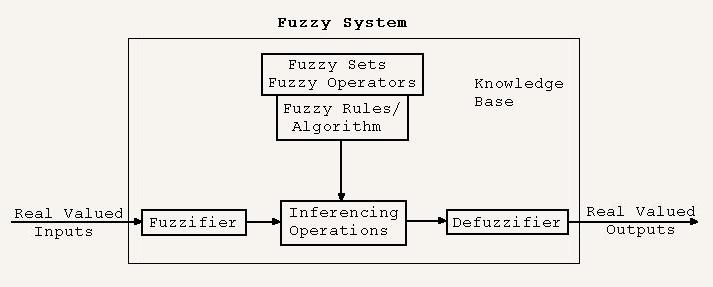 Fuzzy System
Fuzzy Sets
Fuzzy Operators
Knowledge
Base
Fuzzy Rules/
Algorithm
Real Valued
Inputs
Fuzzifier
Inferencing
Operations
Defuzzifier
Real Valued
Outputs